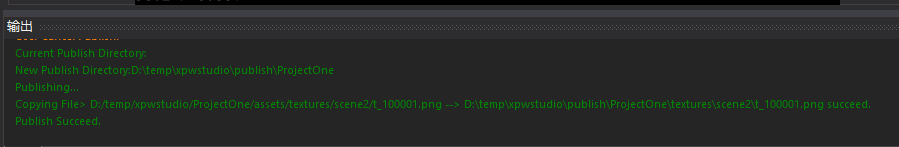 输出
Current Publish Directory:
New Publish Directory:D:\temp\xpwstudio\publish\ProjectOne
Publishing...
Copying File> D:/temp/xpwstudio/ProjectOne/assets/textures/scene2/t_100001.png --> D:\temp\xpwstudio\publish\ProjectOne\textures\scene2\t_100001.png succeed.
Publish Succeed.